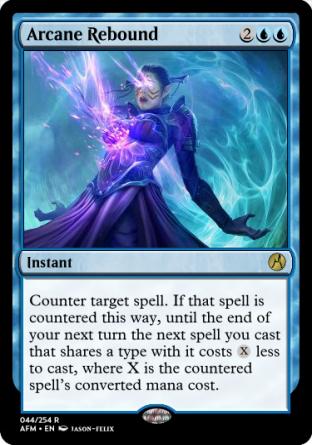 Arcane Rebound 2
Instant
Counter target spell. If that spell is
countered this way, until the end of
your next turn the next spell you cast
that shares a type with it costs X less
to cast, where X is the countered
spell's converted mana cost.
044/254 R
AFM • EN JASON-FELIX